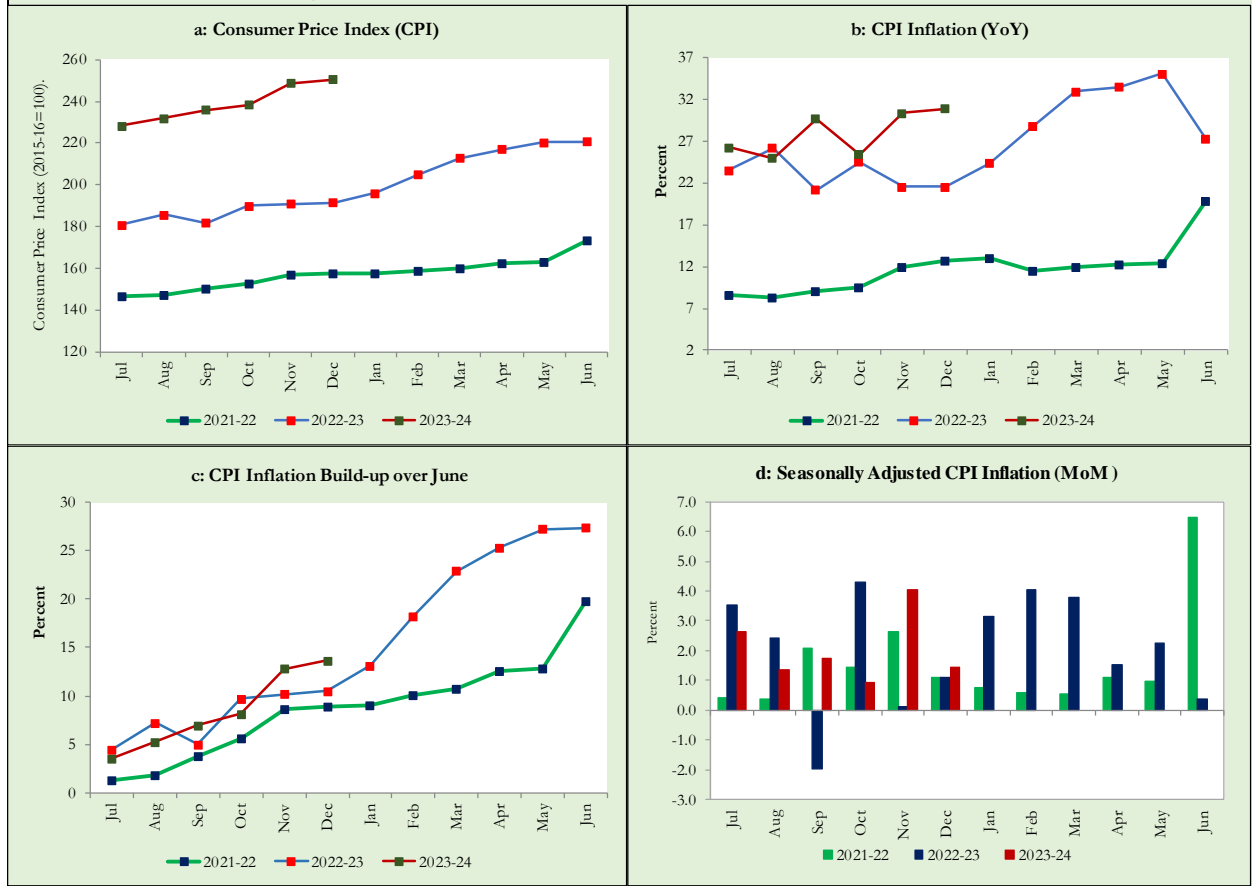 a: Consumer Price Index (CPI)
Consumer Price Index (2015-16=100).
260
240
220
200
180
160
140
120
Jul Aug Sep Oct Nov Dec Jan Feb Mar Apr May Jun
2021-22 2022-23 2023-24
b: CPI Inflation (YoY)
Percent
37
32
27
22
17
12
7
2
Jul Aug Sep Oct Nov Dec Jan Feb Mar Apr May Jun
2021-22 2022-23 2023-24
c: CPI Inflation Build-up over June
Percent
30
25
20
15
10
5
0
Jul Aug Sep Oct Nov Dec Jan Feb Mar Apr May Jun
2021-22 2022-23 2023-24
d: Seasonally Adjusted CPI Inflation (MoM )
Percent
7.0
6.0
5.0
4.0
3.0
2.0
1.0
0.0
-1.0
-2.0
-3.0
Jul Aug Sep Oct Nov Dec Jan Feb Mar Apr May Jun
2021-22 2022-23 2023-24